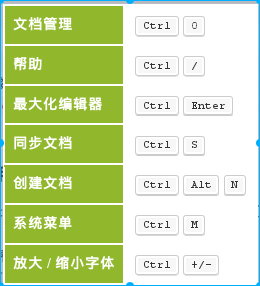 文档管理 Ctrl O
帮助 Ctrl /
最大化编辑器 Ctrl Enter
同步文档 Ctrl S
创建文档 Ctrl Alt N
系统菜单 Ctrl M
放大 / 缩小字体 Ctrl +/-